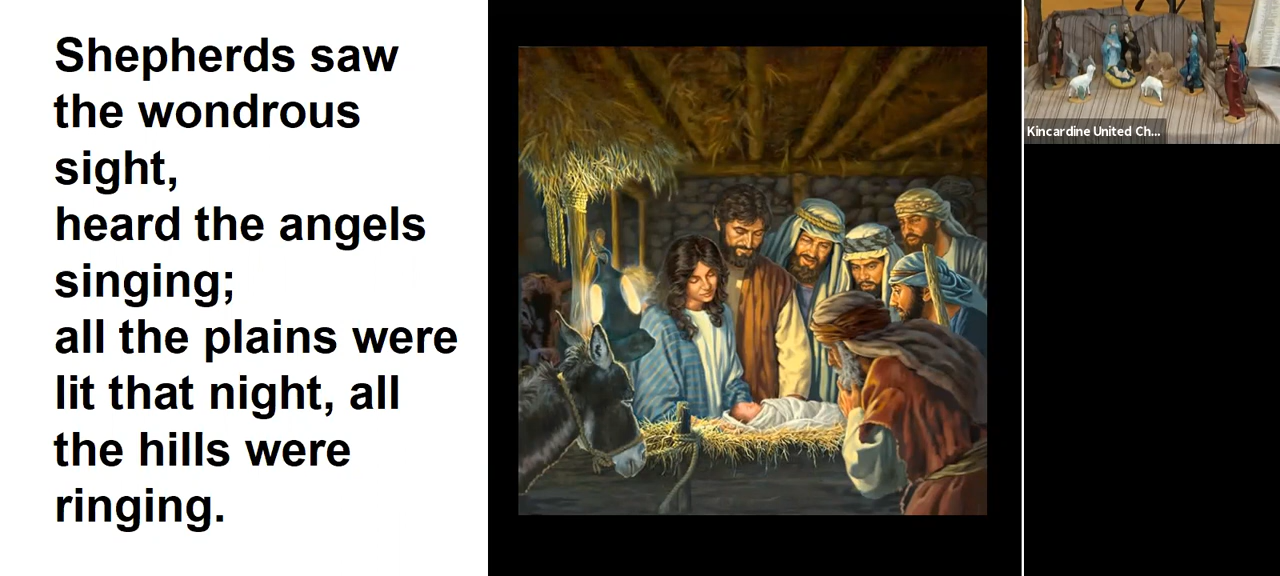 Shepherds saw
the wondrous
sight,
heard the angels
singing;
all the plains were
lit that night, all
the hills were
ringing.
Kincardine United Ch...